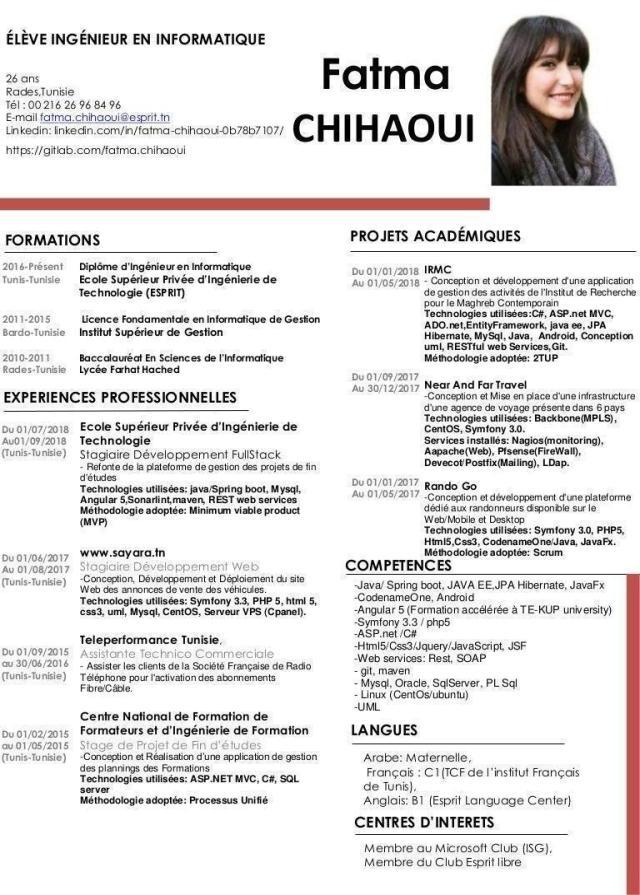 ÉLÈVE INGÉNIEUR EN INFORMATIQUE
26 ans
Rades,Tunisie
Tél : 00 216 26 96 84 96
E-mail fatma.chihaoui@esprit.tn
Linkedin: linkedin.com/in/fatma-chihaoui-0b78b7107/
https://gitlab.com/fatma.chihaoui
Fatma
CHIHAOUI
FORMATIONS
2016-Présent Diplôme d'Ingénieur en Informatique
Tunis-Tunisie Ecole Supérieur Privée d'Ingénierie de
Technologie (ESPRIT)
2011-2015 Licence Fondamentale en Informatique de Gestion
Bardo-Tunisie Institut Supérieur de Gestion
2010-2011 Baccalauréat En Sciences de l'Informatique
Rades-Tunisie Lycée Farhat Hached
EXPERIENCES PROFESSIONNELLES
Du 01/07/2018 Ecole Supérieur Privée d'Ingénierie de
Au01/09/2018 Technologie
(Tunis-Tunisie) Stagiaire Développement FullStack
- Refonte de la plateforme de gestion des projets de fin
d'études
Technologies utilisées: java/Spring boot, Mysql,
Angular 5,Sonarlint,maven, REST web services
Méthodologie adoptée: Minimum viable product
(MVP)
Du 01/06/2017 www.sayara.tn
Au 01/08/2017 Stagiaire Développement Web
(Tunis-Tunisie) -Conception, Développement et Déploiement du site
Web des annonces de vente des véhicules.
Technologies utilisées: Symfony 3.3, PHP 5, html 5,
css3, uml, Mysql, CentOS, Serveur VPS (Cpanel).
Teleperformance Tunisie,
Du 01/09/2015 Assistante Technico Commerciale
au 30/06/2016 - Assister les clients de la Société Française de Radio
(Tunis-Tunisie) Téléphone pour l'activation des abonnements
Fibre/Câble.
Centre National de Formation de
Du 01/02/2015 Formateurs et d'Ingénierie de Formation
au 01/05/2015 Stage de Projet de Fin d'études
(Tunis-Tunisie) -Conception et Réalisation d'une application de gestion
des plannings des Formations
Technologies utilisées: ASP.NET MVC, C#, SQL
server
Méthodologie adoptée: Processus Unifié
PROJETS ACADÉMIQUES
Du 01/01/2018 IRMC
Au 01/05/2018 - Conception et développement d'une application
de gestion des activités de l'Institut de Recherche
pour le Maghreb Contemporain
Technologies utilisées:C#, ASP.net MVC,
ADO.net,EntityFramework, java ee, JPA
Hibernate, MySql, Java, Android, Conception
uml, RESTful web Services,Git.
Méthodologie adoptée: 2TUP
Du 01/09/2017
Au 30/12/2017 Near And Far Travel
-Conception et Mise en place d'une infrastructure
d'une agence de voyage présente dans 6 pays
Technologies utilisées: Backbone(MPLS),
CentOS, Symfony 3.0.
Services installés: Nagios(monitoring),
Aapache(Web), Pfsense(FireWall),
Devecot/Postfix(Mailing), LDap.
Du 01/01/2017 Rando Go
Au 01/05/2017 -Conception et développement d'une plateforme
dédié aux randonneurs disponible sur le
Web/Mobile et Desktop
Technologies utilisées: Symfony 3.0, PHP5,
Html5,Css3, CodenameOne/Java, JavaFx.
Méthodologie adoptée: Scrum
COMPETENCES
-Java/ Spring boot, JAVA EE,JPA Hibernate, JavaFx
-CodenameOne, Android
-Angular 5 (Formation accélérée à TE-KUP university)
-Symfony 3.3 / php5
-ASP.net /C#
-Html5/Css3/Jquery/JavaScript, JSF
-Web services: Rest, SOAP
- git, maven
- Mysql, Oracle, SqlServer, PL Sql
- Linux (CentOs/ubuntu)
-UML
LANGUES
Arabe: Maternelle,
Français : C1(TCF de l'institut Français
de Tunis),
Anglais: B1 (Esprit Language Center)
CENTRES D'INTERETS
Membre au Microsoft Club (ISG),
Membre du Club Esprit libre